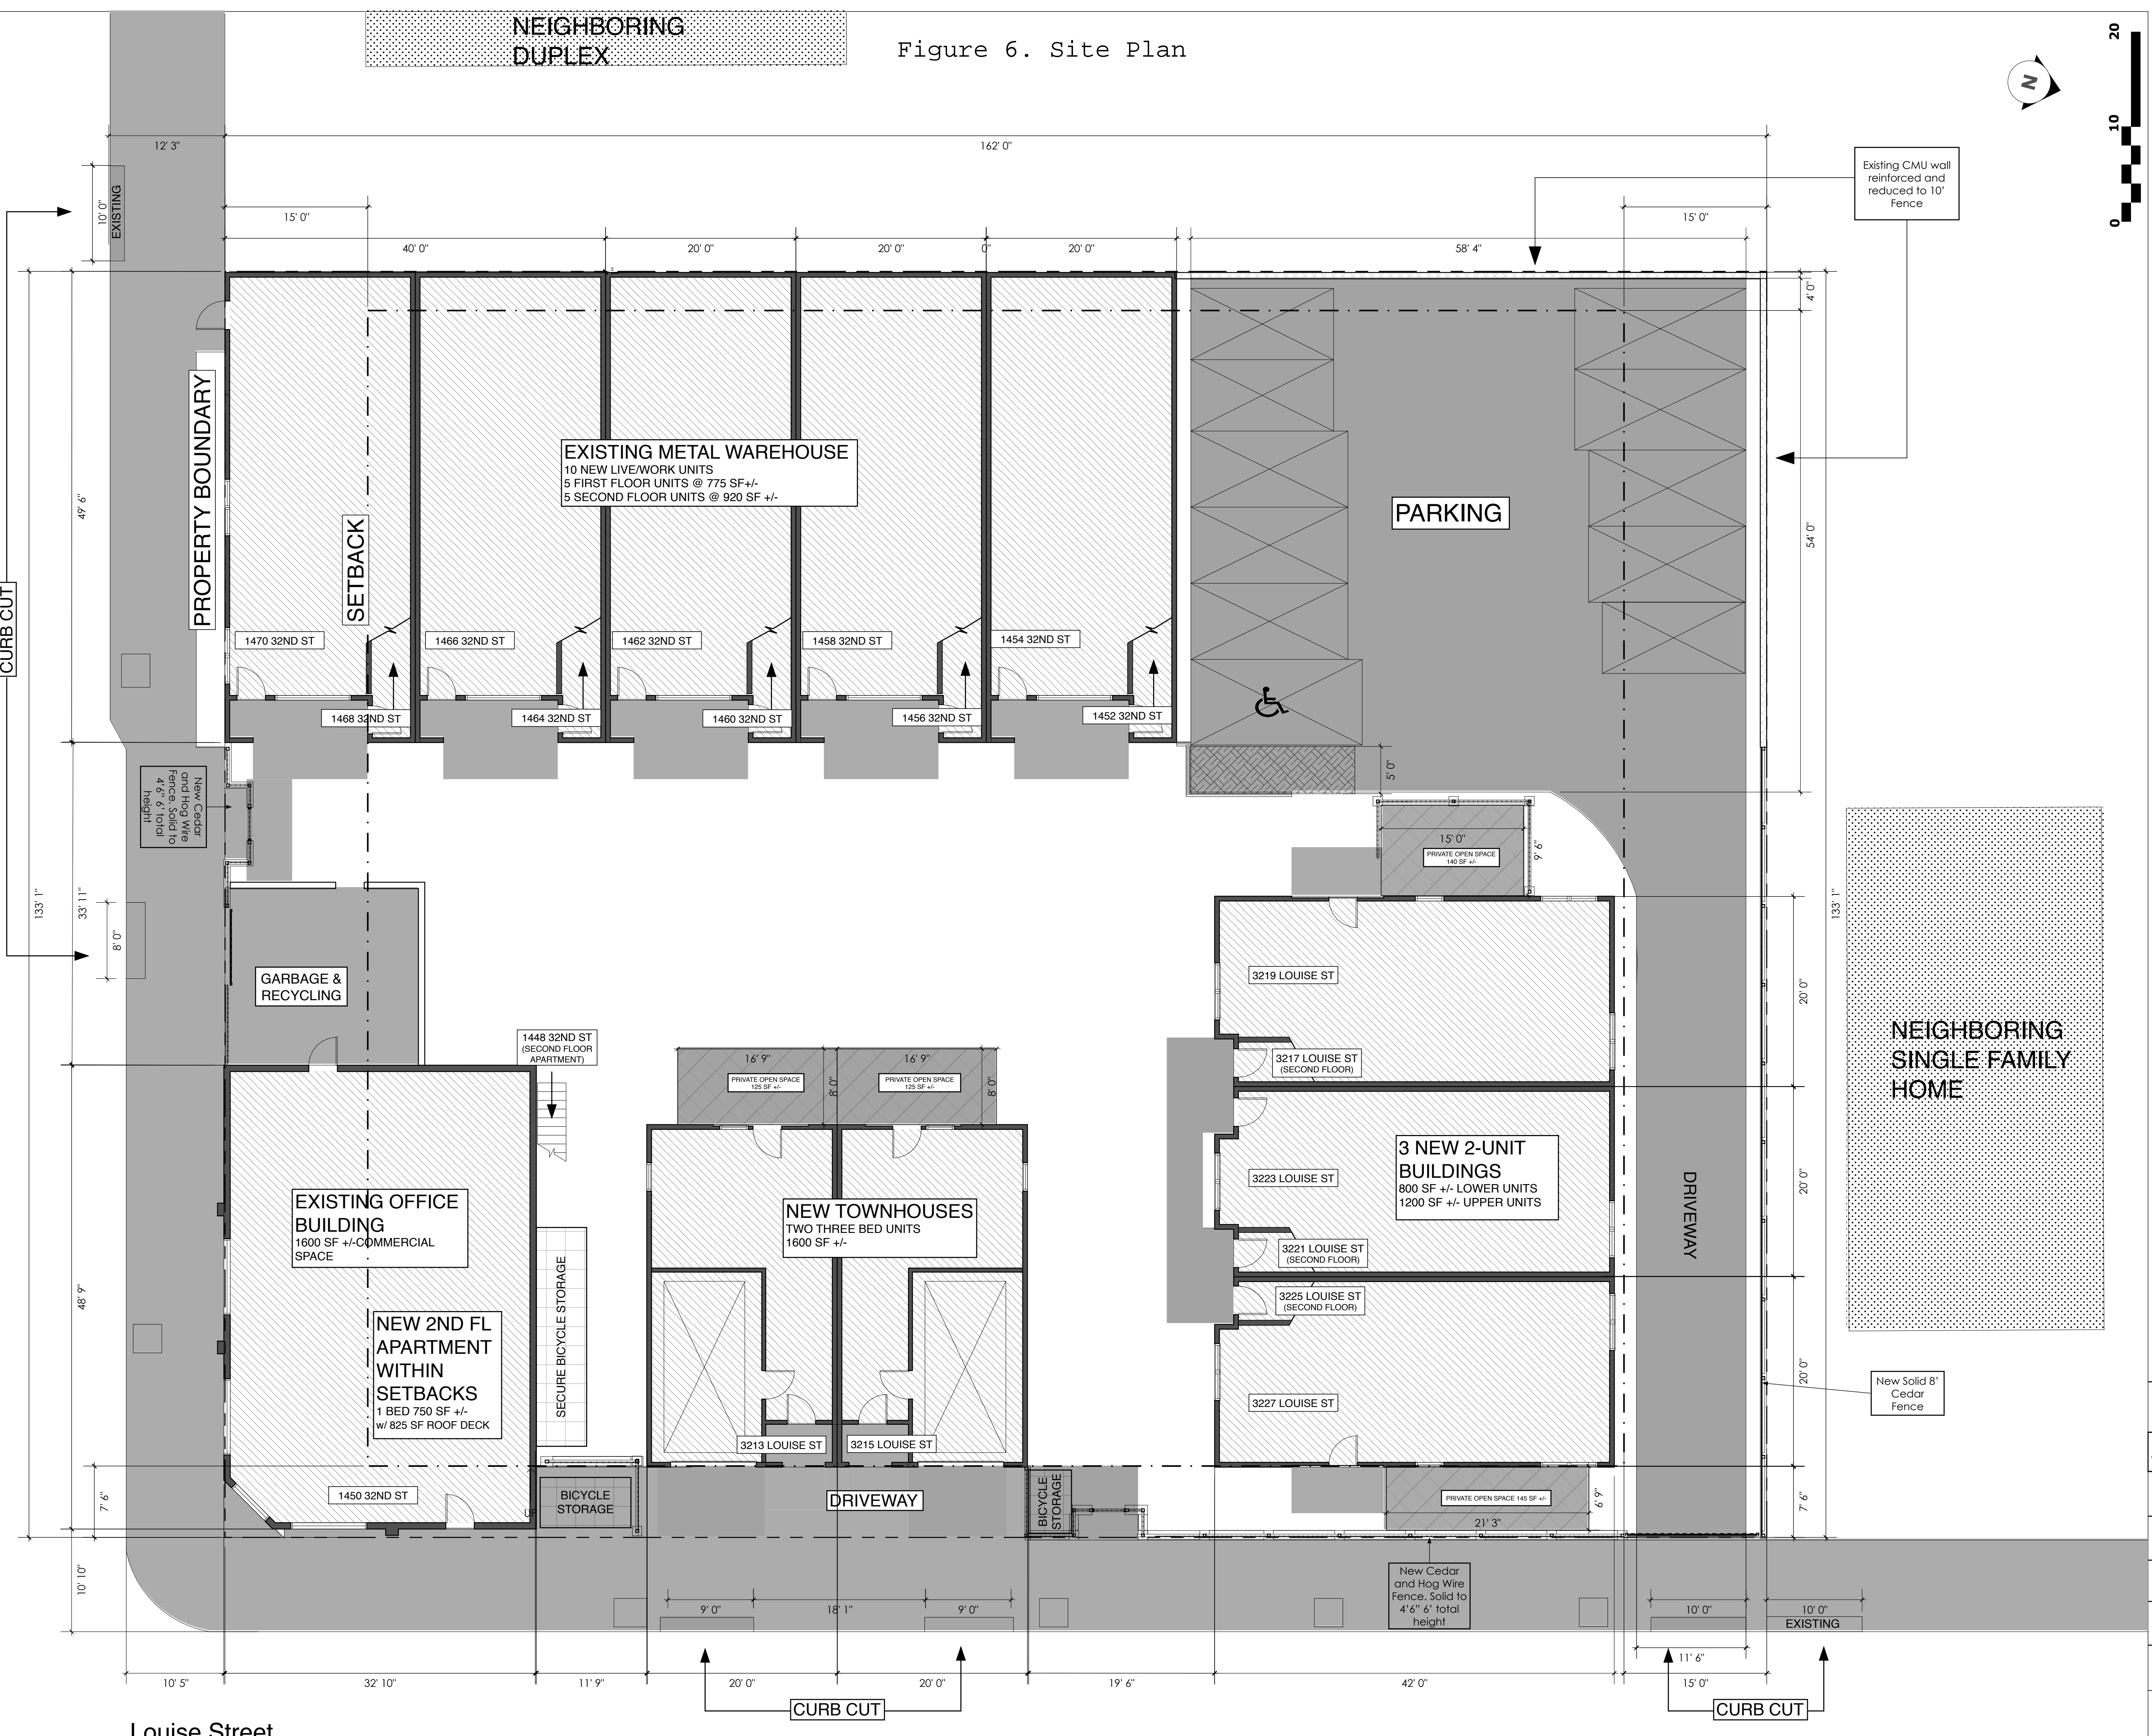 NEIGHBORING
DUPLEX
Figure 6. Site Plan
N
20
10
0
12' 3"
162' 0"
Existing CMU wall
reinforced and
reduced to 10'
Fence
10' 0"
EXISTING
15' 0"
15' 0"
40' 0"
20' 0"
20' 0"
0"
20' 0"
58' 4"
4' 0"
CURB CUT
PROPERTY BOUNDARY
SETBACK
49' 6"
EXISTING METAL WAREHOUSE
10 NEW LIVE/WORK UNITS
5 FIRST FLOOR UNITS @ 775 SF+/-
5 SECOND FLOOR UNITS @ 920 SF +/-
PARKING
54' 0"
1470 32ND ST
1466 32ND ST
1462 32ND ST
1458 32ND ST
1454 32ND ST
1468 32ND ST
1464 32ND ST
1460 32ND ST
1456 32ND ST
1452 32ND ST
5' 0"
New Cedar
and Hog Wire
Fence. Solid to
4'6" 6' total
height
15' 0"
PRIVATE OPEN SPACE
140 SF +/-
9' 6"
133' 1"
33' 11"
8' 0"
133' 1"
GARBAGE &
RECYCLING
3219 LOUISE ST
20' 0"
NEIGHBORING
SINGLE FAMILY
HOME
1448 32ND ST
(SECOND FLOOR
APARTMENT)
16' 9"
PRIVATE OPEN SPACE
125 SF +/-
8' 0"
16' 9"
PRIVATE OPEN SPACE
125 SF +/-
8' 0"
3217 LOUISE ST
(SECOND FLOOR)
3 NEW 2-UNIT
BUILDINGS
800 SF +/- LOWER UNITS
1200 SF +/- UPPER UNITS
3223 LOUISE ST
20' 0"
DRIVEWAY
EXISTING OFFICE
BUILDING
1600 SF +/-COMMERCIAL
SPACE
NEW TOWNHOUSES
TWO THREE BED UNITS
1600 SF +/-
3221 LOUISE ST
(SECOND FLOOR)
3225 LOUISE ST
(SECOND FLOOR)
48' 9"
SECURE BICYCLE STORAGE
NEW 2ND FL
APARTMENT
WITHIN
SETBACKS
1 BED 750 SF +/-
w/ 825 SF ROOF DECK
20' 0"
3227 LOUISE ST
New Solid 8'
Cedar
Fence
3213 LOUISE ST
3215 LOUISE ST
7' 6"
1450 32ND ST
UP
BICYCLE
STORAGE
DRIVEWAY
BICYCLE
STORAGE
PRIVATE OPEN SPACE 145 SF +/-
6' 9"
21' 3"
7' 6"
10' 10"
New Cedar
and Hog Wire
Fence. Solid to
4'6" 6' total
height
9' 0"
18' 1"
9' 0"
10' 0"
10' 0"
EXISTING
11' 6"
10' 5"
32' 10"
11' 9"
20' 0"
20' 0"
19' 6"
42' 0"
15' 0"
CURB CUT
CURB CUT
Louise Street